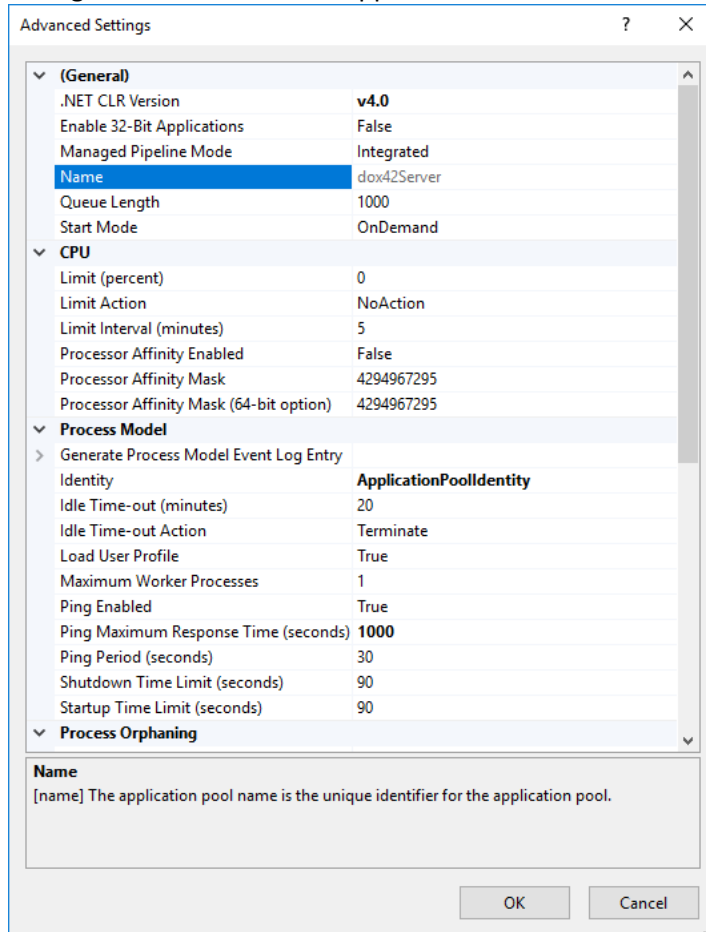 Advanced Settings ? ×
(General)
.NET CLR Version v4.0
Enable 32-Bit Applications False
Managed Pipeline Mode Integrated
Name dox42Server
Queue Length 1000
Start Mode OnDemand
CPU
Limit (percent) 0
Limit Action NoAction
Limit Interval (minutes) 5
Processor Affinity Enabled False
Processor Affinity Mask 4294967295
Processor Affinity Mask (64-bit option) 4294967295
Process Model
Generate Process Model Event Log Entry
Identity ApplicationPoolIdentity
Idle Time-out (minutes) 20
Idle Time-out Action Terminate
Load User Profile True
Maximum Worker Processes 1
Ping Enabled True
Ping Maximum Response Time (seconds) 1000
Ping Period (seconds) 30
Shutdown Time Limit (seconds) 90
Startup Time Limit (seconds) 90
Process Orphaning
Name
[name] The application pool name is the unique identifier for the application pool.
OK Cancel